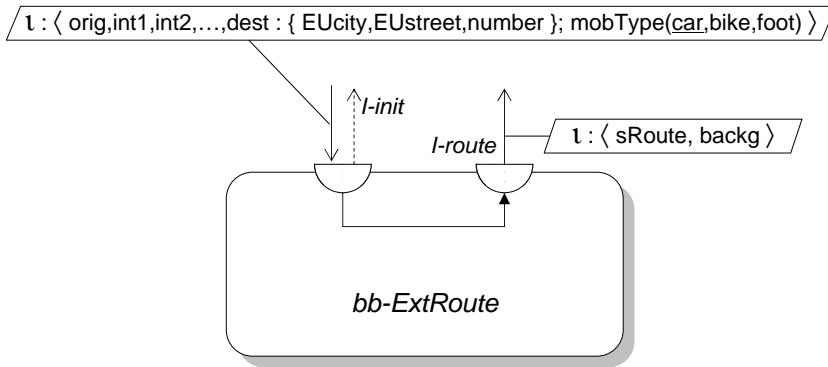 ι : ⟨ orig,int1,int2,…,dest : { EUcity,EUstreet,number }; mobType(car,bike,foot) ⟩
I-init
I-route
ι : ⟨ sRoute, backg ⟩
bb-ExtRoute